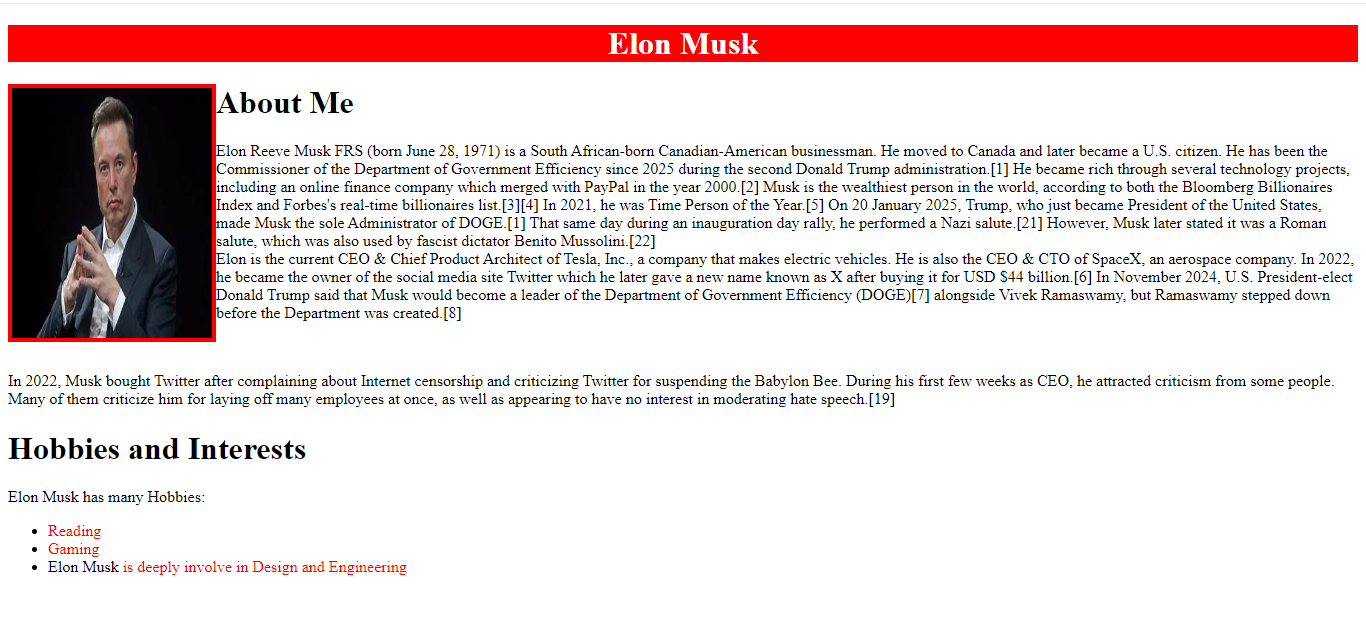 Elon Musk
About Me
Elon Reeve Musk FRS (born June 28, 1971) is a South African-born Canadian-American businessman. He moved to Canada and later became a U.S. citizen. He has been the
Commissioner of the Department of Government Efficiency since 2025 during the second Donald Trump administration.[1] He became rich through several technology projects,
including an online finance company which merged with PayPal in the year 2000.[2] Musk is the wealthiest person in the world, according to both the Bloomberg Billionaires
Index and Forbes's real-time billionaires list.[3][4] In 2021, he was Time Person of the Year.[5] On 20 January 2025, Trump, who just became President of the United States,
made Musk the sole Administrator of DOGE.[1] That same day during an inauguration day rally, he performed a Nazi salute.[21] However, Musk later stated it was a Roman
salute, which was also used by fascist dictator Benito Mussolini.[22]
Elon is the current CEO & Chief Product Architect of Tesla, Inc., a company that makes electric vehicles. He is also the CEO & CTO of SpaceX, an aerospace company. In 2022,
he became the owner of the social media site Twitter which he later gave a new name known as X after buying it for USD $44 billion.[6] In November 2024, U.S. President-elect
Donald Trump said that Musk would become a leader of the Department of Government Efficiency (DOGE)[7] alongside Vivek Ramaswamy, but Ramaswamy stepped down
before the Department was created.[8]
In 2022, Musk bought Twitter after complaining about Internet censorship and criticizing Twitter for suspending the Babylon Bee. During his first few weeks as CEO, he attracted criticism from some people.
Many of them criticize him for laying off many employees at once, as well as appearing to have no interest in moderating hate speech.[19]
Hobbies and Interests
Elon Musk has many Hobbies:
• Reading
• Gaming
• Elon Musk is deeply involve in Design and Engineering